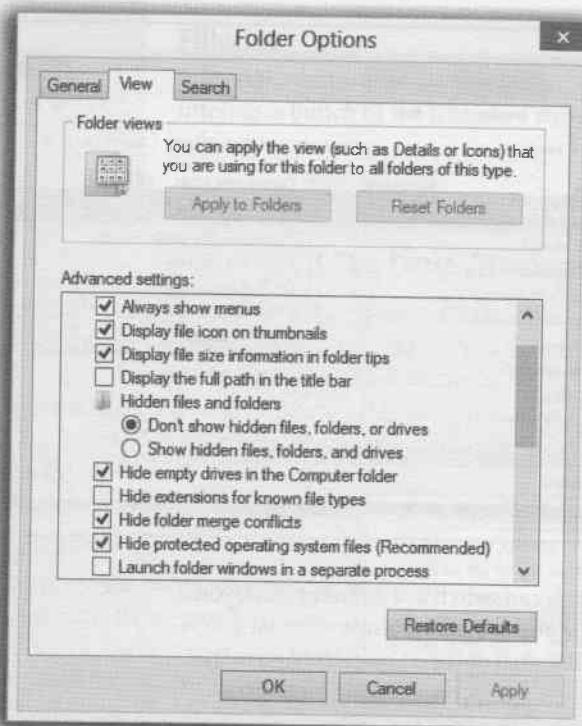 Folder Options
General
View
Search
Folder views
You can apply the view (such as Details or Icons) that
you are using for this folder to all folders of this type.
Apply to Folders
Reset Folders
Advanced settings:
Always show menus
Display file icon on thumbnails
Display file size information in folder tips
Display the full path in the title bar
Hidden files and folders
Don't show hidden files, folders, or drives
Show hidden files, folders, and drives
Hide empty drives in the Computer folder
Hide extensions for known file types
Hide folder merge conflicts
Hide protected operating system files (Recommended)
Launch folder windows in a separate process
Restore Defaults
OK
Cancel
Apply